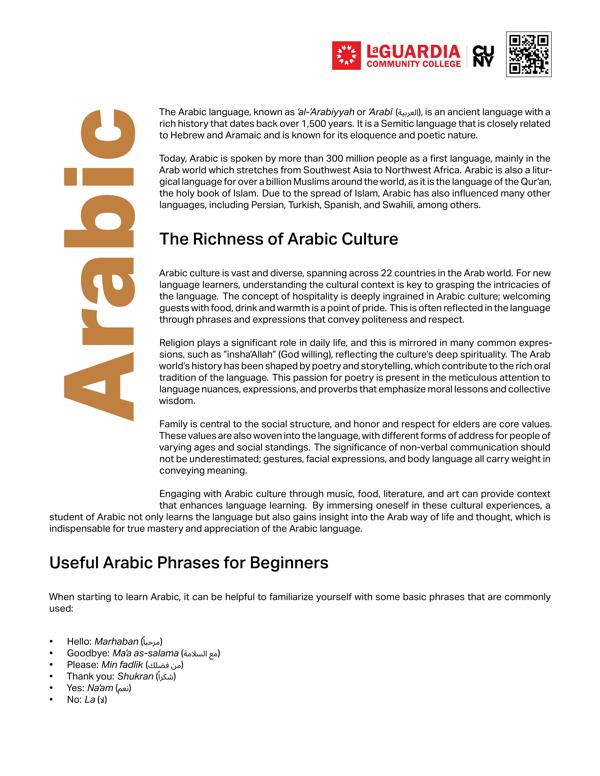 LAGUARDIA
COMMUNITY COLLEGE
CU
NY
Arabic
The Arabic language, known as 'al-ʻArabiyyah or ʻArabī (العربية), is an ancient language with a
rich history that dates back over 1,500 years. It is a Semitic language that is closely related
to Hebrew and Aramaic and is known for its eloquence and poetic nature.
Today, Arabic is spoken by more than 300 million people as a first language, mainly in the
Arab world which stretches from Southwest Asia to Northwest Africa. Arabic is also a litur-
gical language for over a billion Muslims around the world, as it is the language of the Qur'an,
the holy book of Islam. Due to the spread of Islam, Arabic has also influenced many other
languages, including Persian, Turkish, Spanish, and Swahili, among others.
The Richness of Arabic Culture
Arabic culture is vast and diverse, spanning across 22 countries in the Arab world. For new
language learners, understanding the cultural context is key to grasping the intricacies of
the language. The concept of hospitality is deeply ingrained in Arabic culture; welcoming
guests with food, drink and warmth is a point of pride. This is often reflected in the language
through phrases and expressions that convey politeness and respect.
Religion plays a significant role in daily life, and this is mirrored in many common expres-
sions, such as "insha'Allah" (God willing), reflecting the culture's deep spirituality. The Arab
world's history has been shaped by poetry and storytelling, which contribute to the rich oral
tradition of the language. This passion for poetry is present in the meticulous attention to
language nuances, expressions, and proverbs that emphasize moral lessons and collective
wisdom.
Family is central to the social structure, and honor and respect for elders are core values.
These values are also woven into the language, with different forms of address for people of
varying ages and social standings. The significance of non-verbal communication should
not be underestimated; gestures, facial expressions, and body language all carry weight in
conveying meaning.
Engaging with Arabic culture through music, food, literature, and art can provide context
that enhances language learning. By immersing oneself in these cultural experiences, a
student of Arabic not only learns the language but also gains insight into the Arab way of life and thought, which is
indispensable for true mastery and appreciation of the Arabic language.
Useful Arabic Phrases for Beginners
When starting to learn Arabic, it can be helpful to familiarize yourself with some basic phrases that are commonly
used:
• Hello: Marhaban (مرحباً)
• Goodbye: Ma'a as-salama (مع السلامة)
• Please: Min fadlik (من فضلك)
• Thank you: Shukran (شكراً)
• Yes: Na'am (نعم)
• No: La (لا)